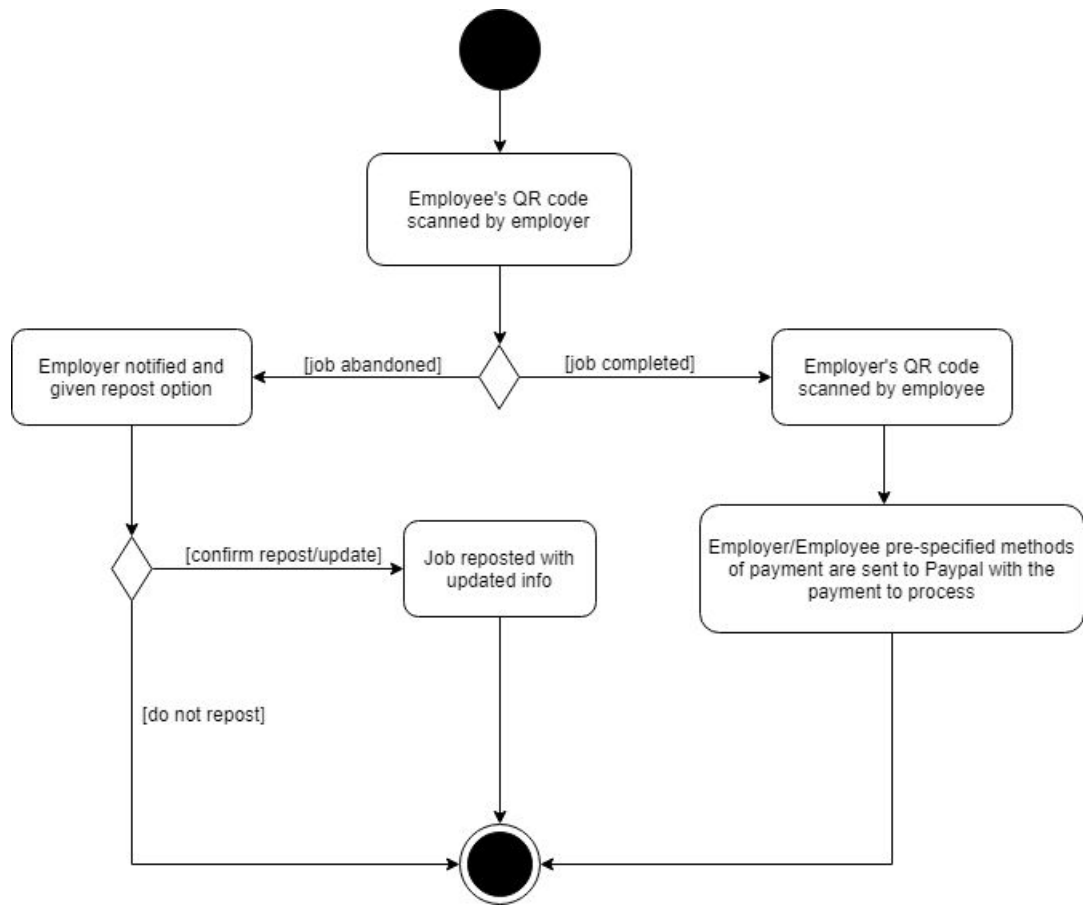 Employee's QR code
scanned by employer
[job abandoned]
[job completed]
Employer notified and
given repost option
Employer's QR code
scanned by employee
[confirm repost/update]
Job reposted with
updated info
Employer/Employee pre-specified methods
of payment are sent to Paypal with the
payment to process
[do not repost]